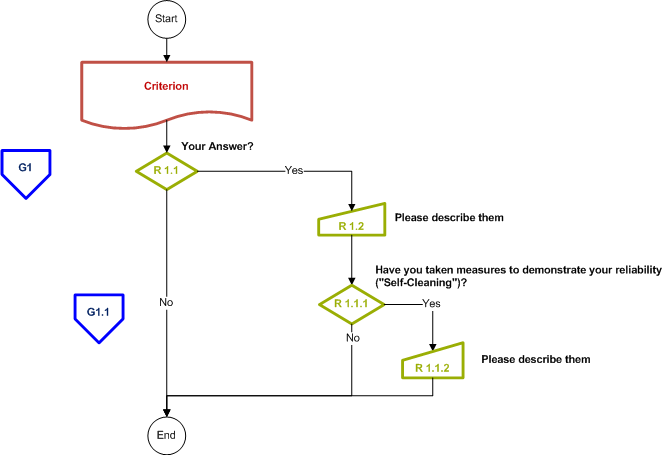 Start
Criterion
Your Answer?
G1
R 1.1
Yes
Please describe them
R 1.2
Have you taken measures to demonstrate your reliability
("Self-Cleaning")?
G1.1
No
R 1.1.1
Yes
No
Please describe them
R 1.1.2
End